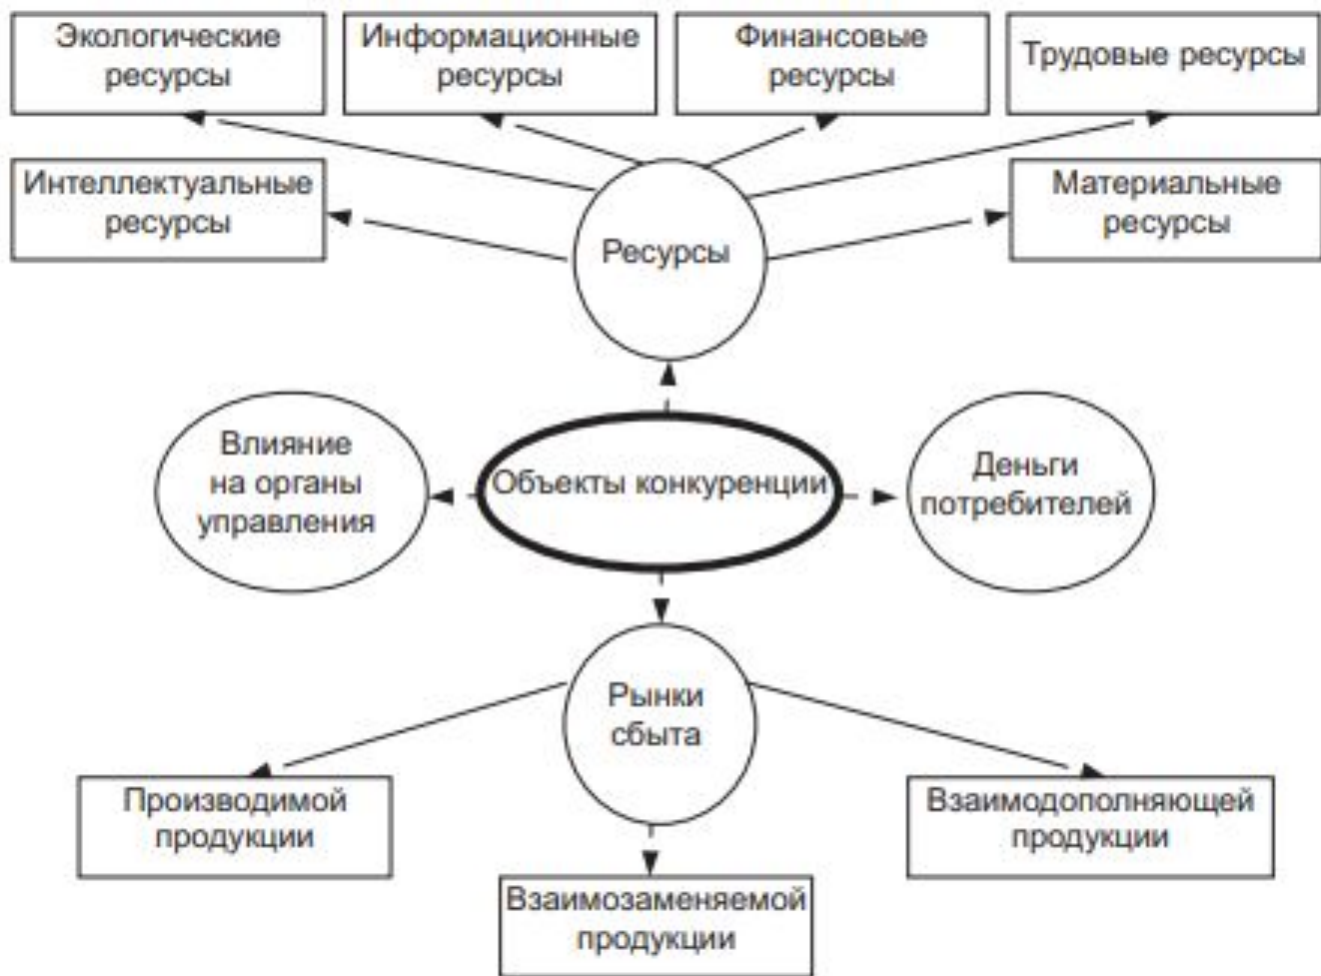 Экологические
ресурсы
Информационные
ресурсы
Финансовые
ресурсы
Трудовые ресурсы
Интеллектуальные
ресурсы
Ресурсы
Материальные
ресурсы
Влияние
на органы
управления
Объекты конкуренции
Деньги
потребителей
Рынки
сбыта
Производимой
продукции
Взаимозаменяемой
продукции
Взаимодополняющей
продукции